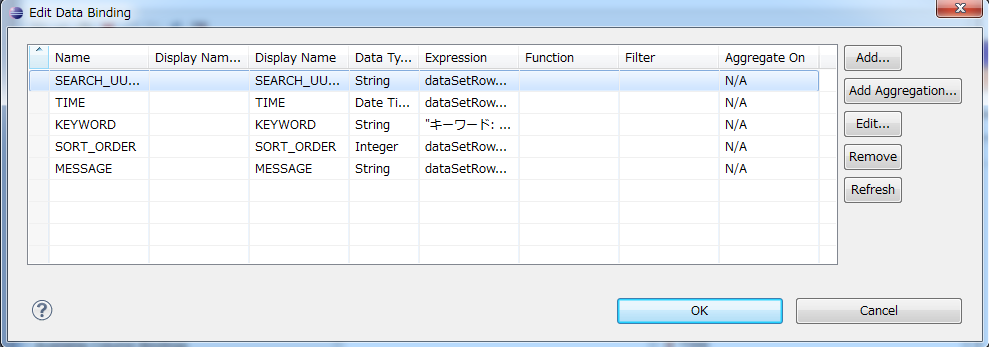 Edit Data Binding
Name Display Nam... Display Name Data Ty... Expression Function Filter Aggregate On
SEARCH_UU... SEARCH_UU... String dataSetRow... N/A
TIME TIME Date Ti... dataSetRow... N/A
KEYWORD KEYWORD String "キーワード: ... N/A
SORT_ORDER SORT_ORDER Integer dataSetRow... N/A
MESSAGE MESSAGE String dataSetRow... N/A
Add...
Add Aggregation...
Edit...
Remove
Refresh
OK Cancel